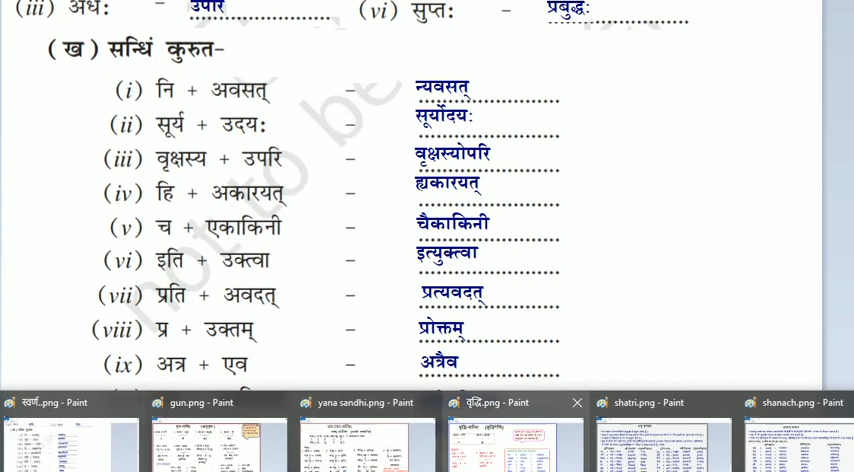 (iii) अधः - उपरि (vi) सुप्त: - प्रबुद्धः
(ख) सन्धिं कुरुत-
(i) नि + अवसत् - न्यवसत्
(ii) सूर्य + उदय: - सूर्योदयः
(iii) वृक्षस्य + उपरि - वृक्षस्योपरि
(iv) हि + अकारयत् - ह्यकारयत्
(v) च + एकाकिनी - चैकाकिनी
(vi) इति + उक्त्वा - इत्युक्त्वा
(vii) प्रति + अवदत् - प्रत्यवदत्
(viii) प्र + उक्तम् - प्रोक्तम्
(ix) अत्र + एव - अत्रैव
not to be
स्वर्ण..png - Paint gun.png - Paint yana sandhi.png - Paint वृद्धि.png - Paint shatri.png - Paint shanach.png - Paint